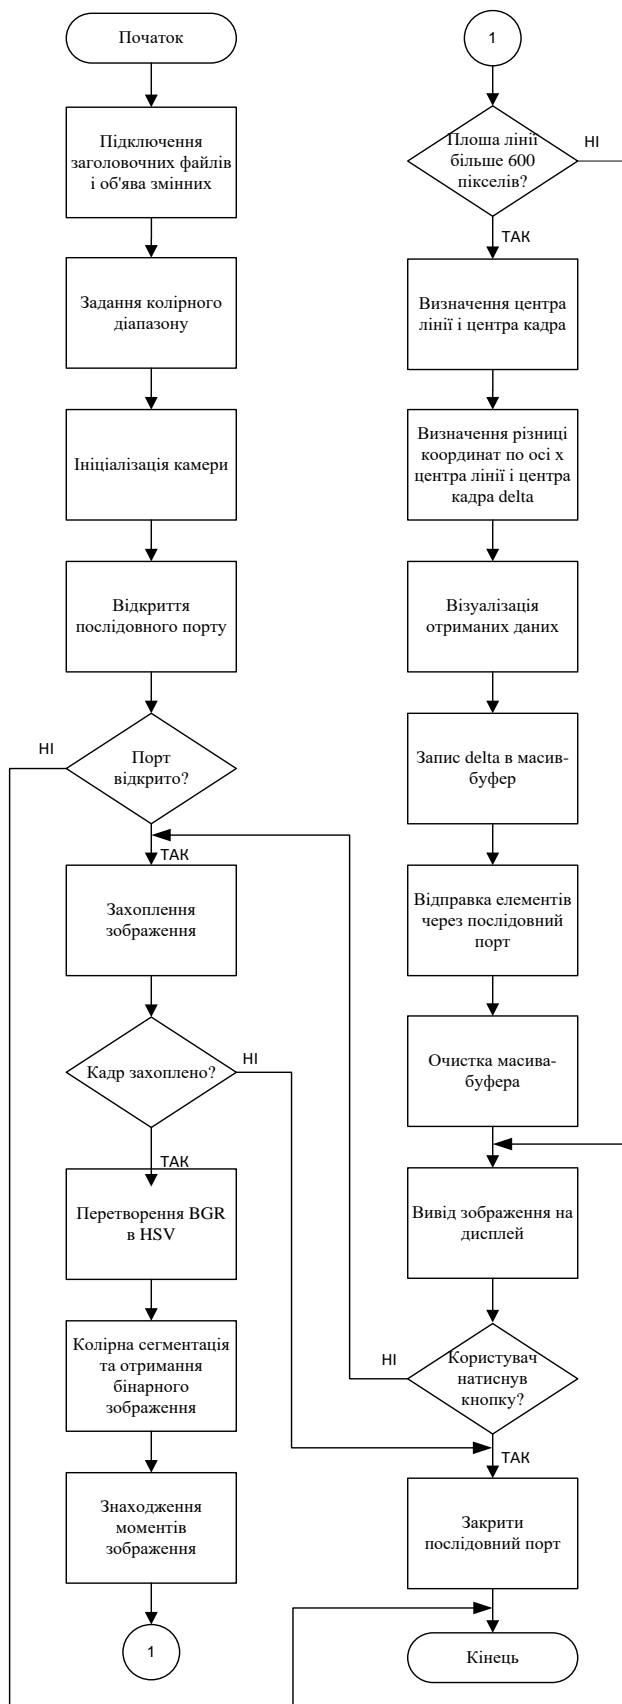 Початок
Підключення
заголовочних файлів
і об'ява змінних
Задання колірного
діапазону
Ініціалізація камери
Відкриття
послідовного порту
НІ
Порт
відкрито?
ТАК
Захоплення
зображення
НІ
Кадр захоплено?
ТАК
Перетворення BGR
в HSV
Колірна сегментація
та отримання
бінарного
зображення
Знаходження
моментів
зображення
1
1
Плоша лінії
більше 600
пікселів?
НІ
ТАК
Визначення центра
лінії і центра кадра
Визначення різниці
координат по осі х
центра лінії і центра
кадра delta
Візуалізація
отриманих даних
Запис delta в масив-
буфер
Відправка елементів
через послідовний
порт
Очистка масива-
буфера
Вивід зображення на
дисплей
НІ
Користувач
натиснув
кнопку?
ТАК
Закрити
послідовний порт
Кінець